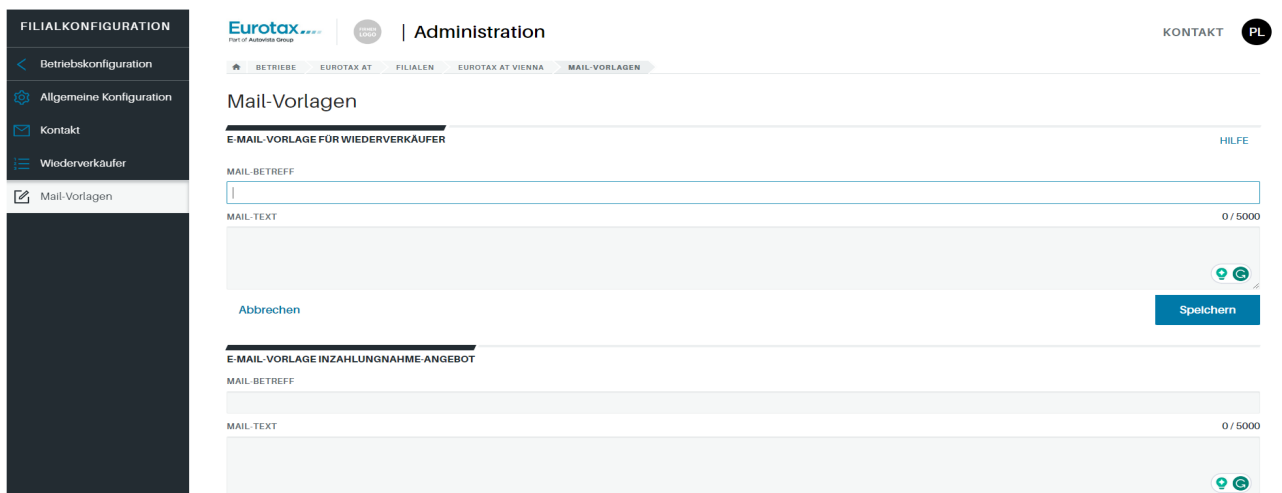 FILIALKONFIGURATION
Betriebskonfiguration
Allgemeine Konfiguration
Kontakt
Wiederverkäufer
Mail-Vorlagen
Eurotax....
Part of Autovista Group
| Administration
KONTAKT
PL
BETRIEBE EUROTAX AT FILIALEN EUROTAX AT VIENNA MAIL-VORLAGEN
Mail-Vorlagen
E-MAIL-VORLAGE FÜR WIEDERVERKÄUFER
HILFE
MAIL-BETREFF
MAIL-TEXT
0 / 5000
Abbrechen
Speichern
E-MAIL-VORLAGE INZAHLUNGNAHME-ANGEBOT
MAIL-BETREFF
MAIL-TEXT
0 / 5000